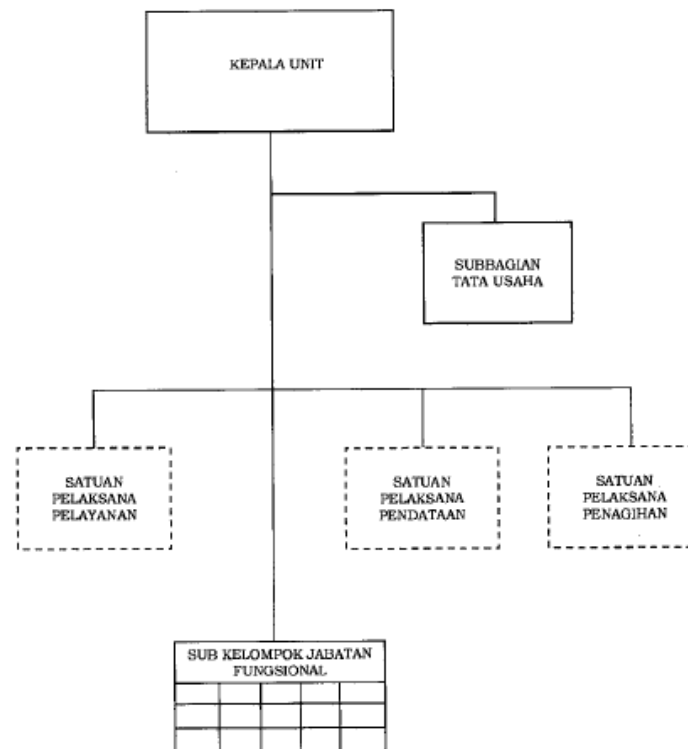 KEPALA UNIT
SUBBAGIAN
TATA USAHA
SATUAN
PELAKSANA
PELAYANAN
SATUAN
PELAKSANA
PENDATAAN
SATUAN
PELAKSANA
PENAGIHAN
SUB KELOMPOK JABATAN
FUNGSIONAL